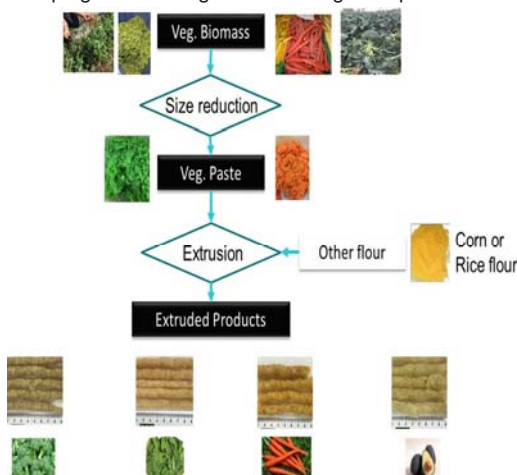 Veg. Biomass
Size reduction
Veg. Paste
Extrusion
Other flour
Corn or
Rice flour
Extruded Products